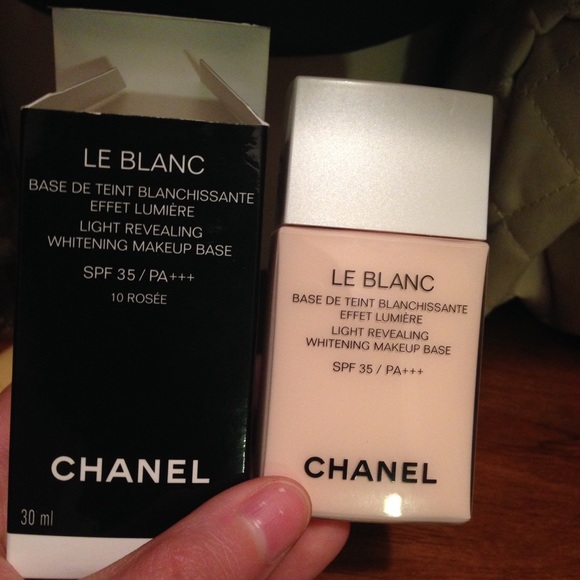 LE BLANC
BASE DE TEINT BLANCHISSANTE
EFFET LUMIÈRE
LIGHT REVEALING
WHITENING MAKEUP BASE
SPF 35 / PA+++
10 ROSÉE
CHANEL
30 ml
LE BLANC
BASE DE TEINT BLANCHISSANTE
EFFET LUMIÈRE
LIGHT REVEALING
WHITENING MAKEUP BASE
SPF 35 / PA+++
CHANEL